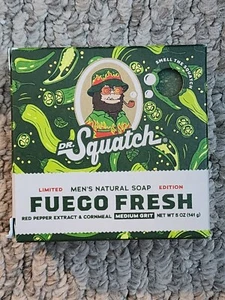 SMELL THE
DR.
Squatch
LIMITED MEN'S NATURAL SOAP EDITION
FUEGO FRESH
RED PEPPER EXTRACT & CORNMEAL MEDIUM GRIT NET WT 5 OZ (141 g)